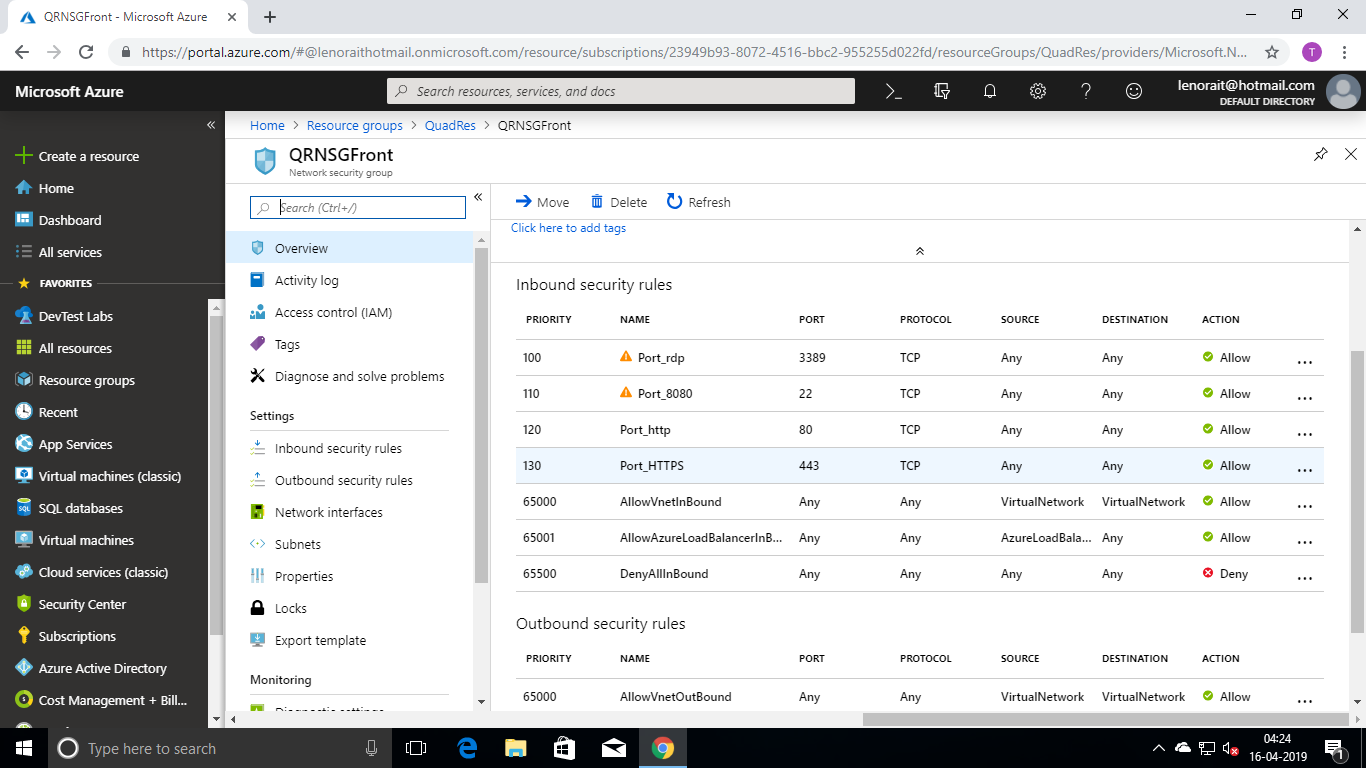 QRNSGFront - Microsoft Azure
https://portal.azure.com/#@lenoraithotmail.onmicrosoft.com/resource/subscriptions/23949b93-8072-4516-bbc2-955255d022fd/resourceGroups/QuadRes/providers/Microsoft.N...
T
Microsoft Azure
Search resources, services, and docs
lenorait@hotmail.com
DEFAULT DIRECTORY
Create a resource
Home
Dashboard
All services
FAVORITES
DevTest Labs
All resources
Resource groups
Recent
App Services
Virtual machines (classic)
SQL databases
Virtual machines
Cloud services (classic)
Security Center
Subscriptions
Azure Active Directory
Cost Management + Bill...
Home > Resource groups > QuadRes > QRNSGFront
QRNSGFront
Network security group
Search (Ctrl+/)
Overview
Activity log
Access control (IAM)
Tags
Diagnose and solve problems
Settings
Inbound security rules
Outbound security rules
Network interfaces
Subnets
Properties
Locks
Export template
Monitoring
Diagnostic settings
Move Delete Refresh
Click here to add tags
Inbound security rules
PRIORITY NAME PORT PROTOCOL SOURCE DESTINATION ACTION
100 Port_rdp 3389 TCP Any Any Allow ...
110 Port_8080 22 TCP Any Any Allow ...
120 Port_http 80 TCP Any Any Allow ...
130 Port_HTTPS 443 TCP Any Any Allow ...
65000 AllowVnetInBound Any Any VirtualNetwork VirtualNetwork Allow ...
65001 AllowAzureLoadBalancerInB... Any Any AzureLoadBala... Any Allow ...
65500 DenyAllInBound Any Any Any Any Deny ...
Outbound security rules
PRIORITY NAME PORT PROTOCOL SOURCE DESTINATION ACTION
65000 AllowVnetOutBound Any Any VirtualNetwork VirtualNetwork Allow ...
Type here to search
04:24
16-04-2019
1